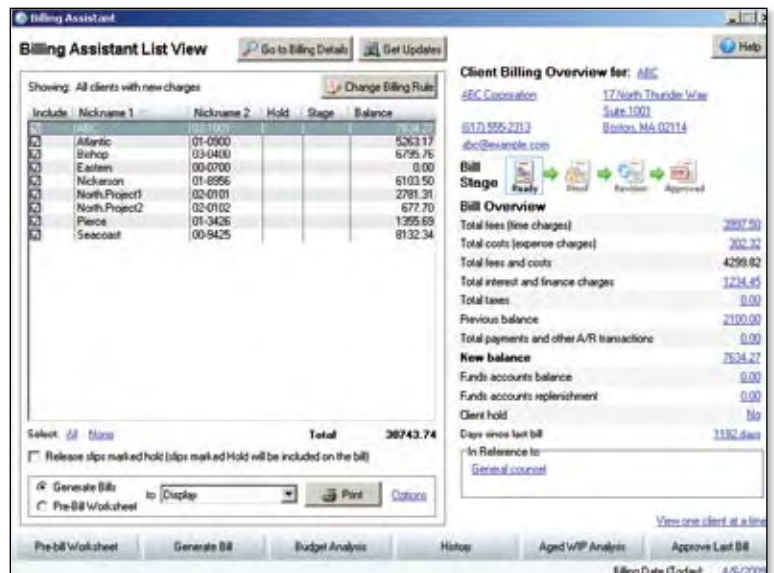 Billing Assistant
Billing Assistant List View
Go to Billing Details
Get Updates
Help
Showing: All clients with new charges
Change Billing Rule
Include Nickname 1 Nickname 2 Hold Stage Balance
ABC 02-1001 7634.27
Atlantic 01-0900 5263.17
Bishop 03-0400 6795.76
Eastern 00-0700 0.00
Nickerson 01-8956 6103.50
North.Project1 02-0101 2781.31
North.Project2 02-0102 677.70
Pierce 01-3426 1355.69
Seacoast 00-9425 8132.34
Select: All None Total 38743.74
Release slips marked hold (slips marked Hold will be included on the bill)
Generate Bills
Pre-Bill Worksheet
to Display
Print
Options
Client Billing Overview for: ABC
ABC Corporation
17 North Thunder Way
Suite 1001
(617) 555-2213
Boston, MA 02114
abc@example.com
Bill Stage
Ready Proof Revision Approved
Bill Overview
Total fees (time charges) 3997.50
Total costs (expense charges) 302.32
Total fees and costs 4299.82
Total interest and finance charges 1234.45
Total taxes 0.00
Previous balance 2100.00
Total payments and other A/R transactions 0.00
New balance 7634.27
Funds accounts balance 0.00
Funds accounts replenishment 0.00
Client hold No
Days since last bill 1192 days
In Reference to
General counsel
View one client at a time
Pre-bill Worksheet
Generate Bill
Budget Analysis
History
Aged WIP Analysis
Approve Last Bill
Billing Date (Today) 4/6/2009